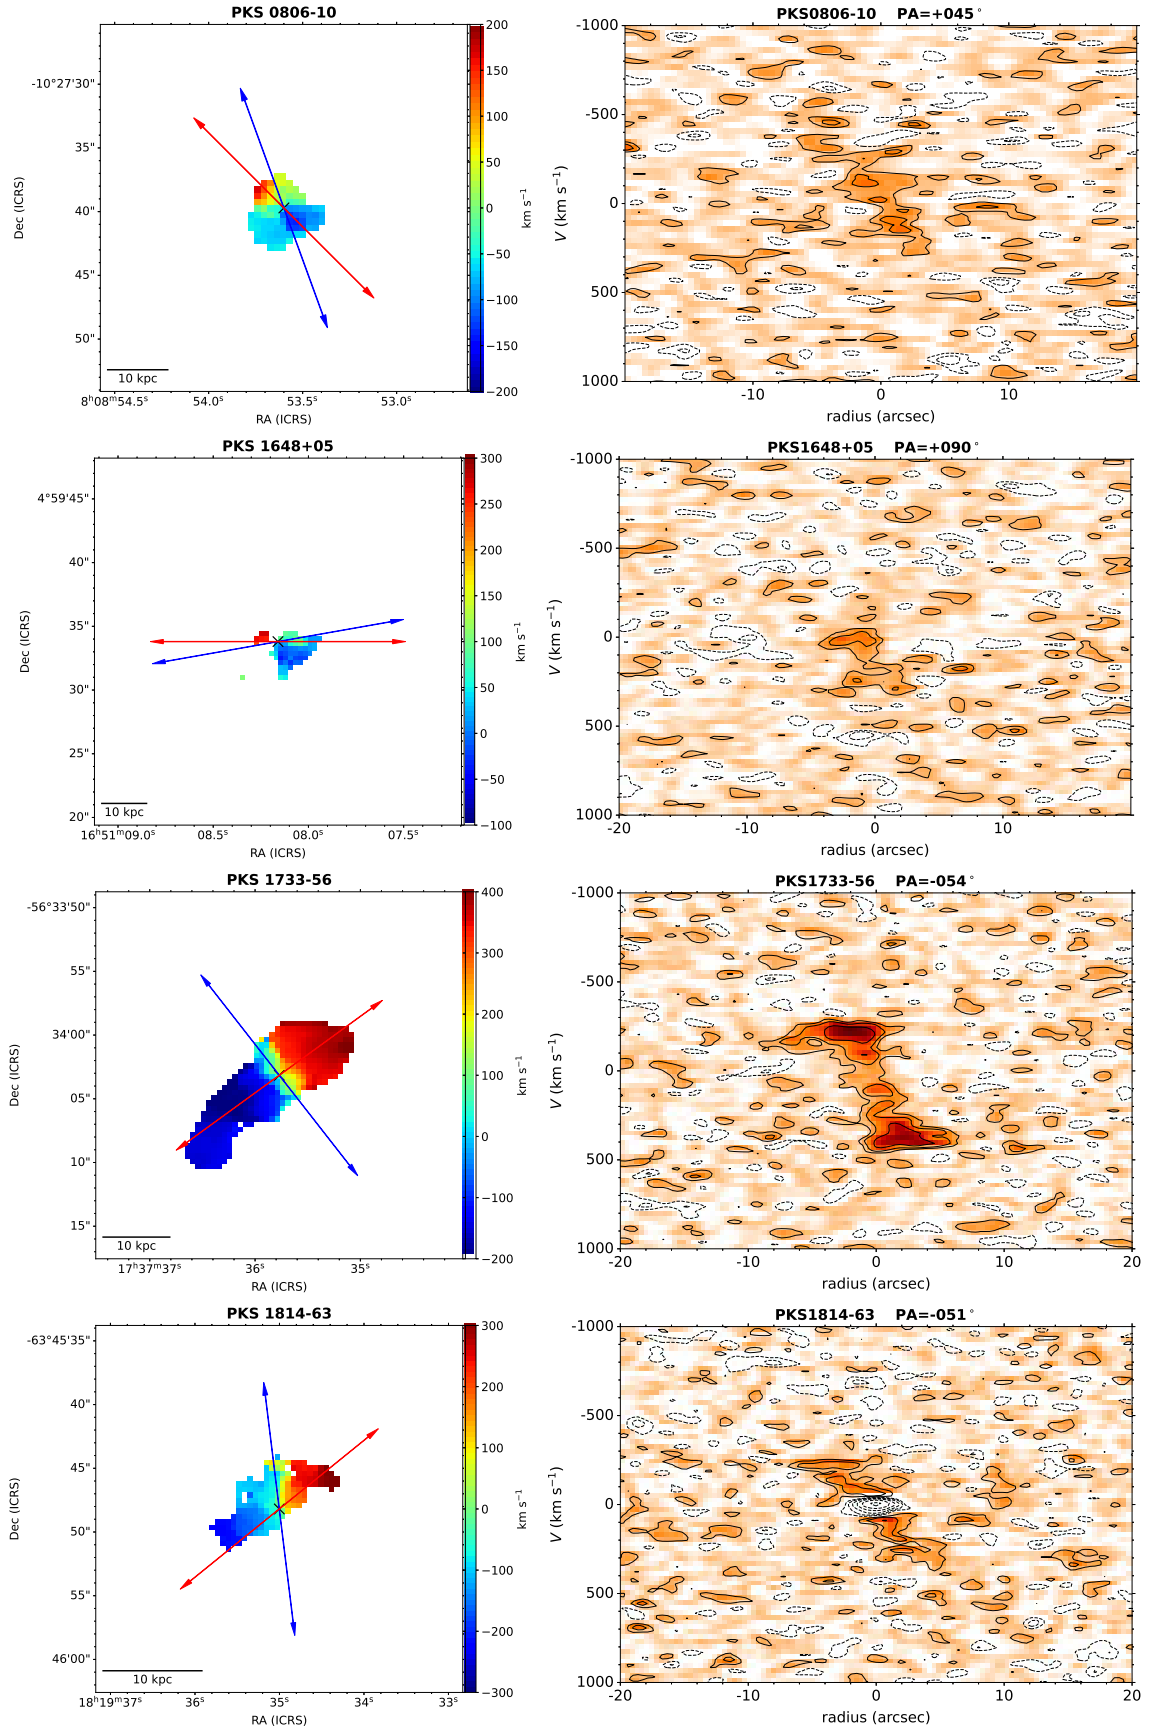 PKS 0806-10
-10°27'30"
35"
40"
45"
50"
Dec (ICRS)
10 kpc
8ʰ08ᵐ54.5ˢ 54.0ˢ 53.5ˢ 53.0ˢ
RA (ICRS)
200
150
100
50
0
−50
−100
−150
−200
km s⁻¹
PKS0806-10 PA=+045°
-1000
-500
0
500
1000
V (km s⁻¹)
-10 0 10
radius (arcsec)
PKS 1648+05
4°59'45"
40"
35"
30"
25"
20"
Dec (ICRS)
10 kpc
16ʰ51ᵐ09.0ˢ 08.5ˢ 08.0ˢ 07.5ˢ
RA (ICRS)
300
250
200
150
100
50
0
−50
−100
km s⁻¹
PKS1648+05 PA=+090°
-1000
-500
0
500
1000
V (km s⁻¹)
-20 -10 0 10
radius (arcsec)
PKS 1733-56
-56°33'50"
55"
34'00"
05"
10"
15"
Dec (ICRS)
10 kpc
17ʰ37ᵐ37ˢ 36ˢ 35ˢ
RA (ICRS)
400
300
200
100
0
−100
−200
km s⁻¹
PKS1733-56 PA=-054°
-1000
-500
0
500
1000
V (km s⁻¹)
-20 -10 0 10 20
radius (arcsec)
PKS 1814-63
-63°45'35"
40"
45"
50"
55"
46'00"
Dec (ICRS)
10 kpc
18ʰ19ᵐ37ˢ 36ˢ 35ˢ 34ˢ 33ˢ
RA (ICRS)
300
200
100
0
−100
−200
−300
km s⁻¹
PKS1814-63 PA=-051°
-1000
-500
0
500
1000
V (km s⁻¹)
-20 -10 0 10 20
radius (arcsec)